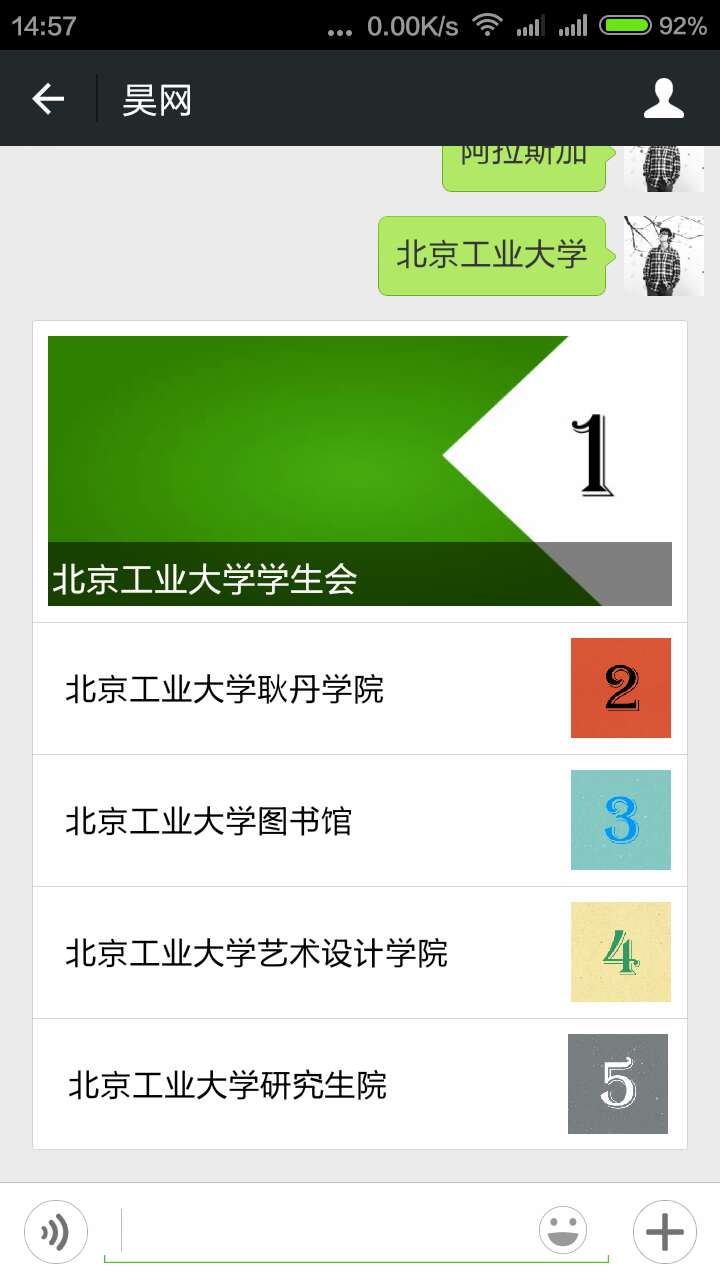 14:57
... 0.00K/s 92%
昊网
阿拉斯加
北京工业大学
1
北京工业大学学生会
北京工业大学耿丹学院
2
北京工业大学图书馆
3
北京工业大学艺术设计学院
4
北京工业大学研究生院
5